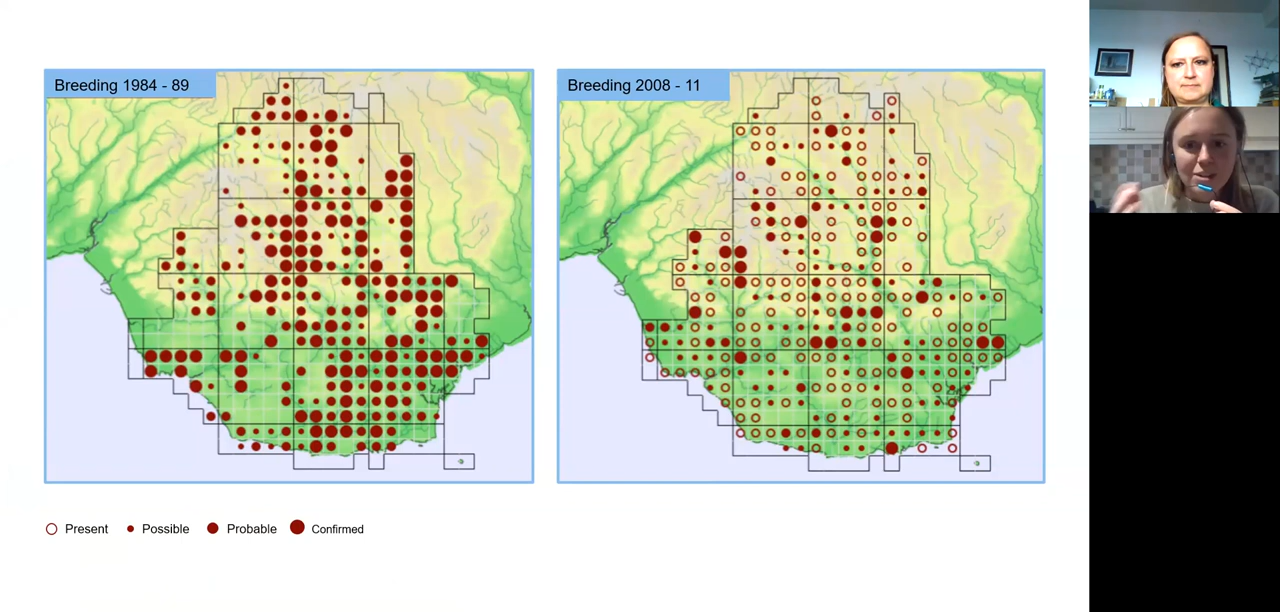 Breeding 1984 - 89
Breeding 2008 - 11
Present
Possible
Probable
Confirmed